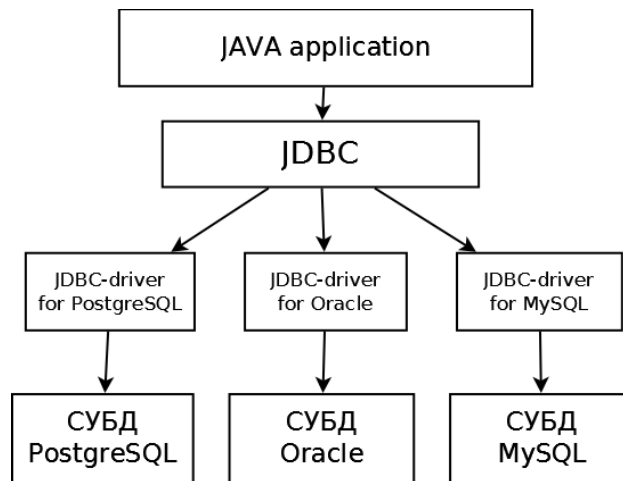 JAVA application
JDBC
JDBC-driver
for PostgreSQL
JDBC-driver
for Oracle
JDBC-driver
for MySQL
СУБД
PostgreSQL
СУБД
Oracle
СУБД
MySQL